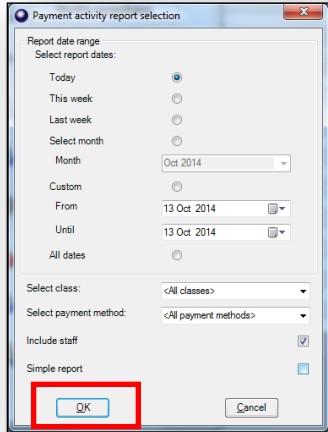 Payment activity report selection
Report date range
Select report dates:
Today
This week
Last week
Select month
Month Oct 2014
Custom
From 13 Oct 2014
Until 13 Oct 2014
All dates
Select class: <All classes>
Select payment method: <All payment methods>
Include staff
Simple report
OK Cancel